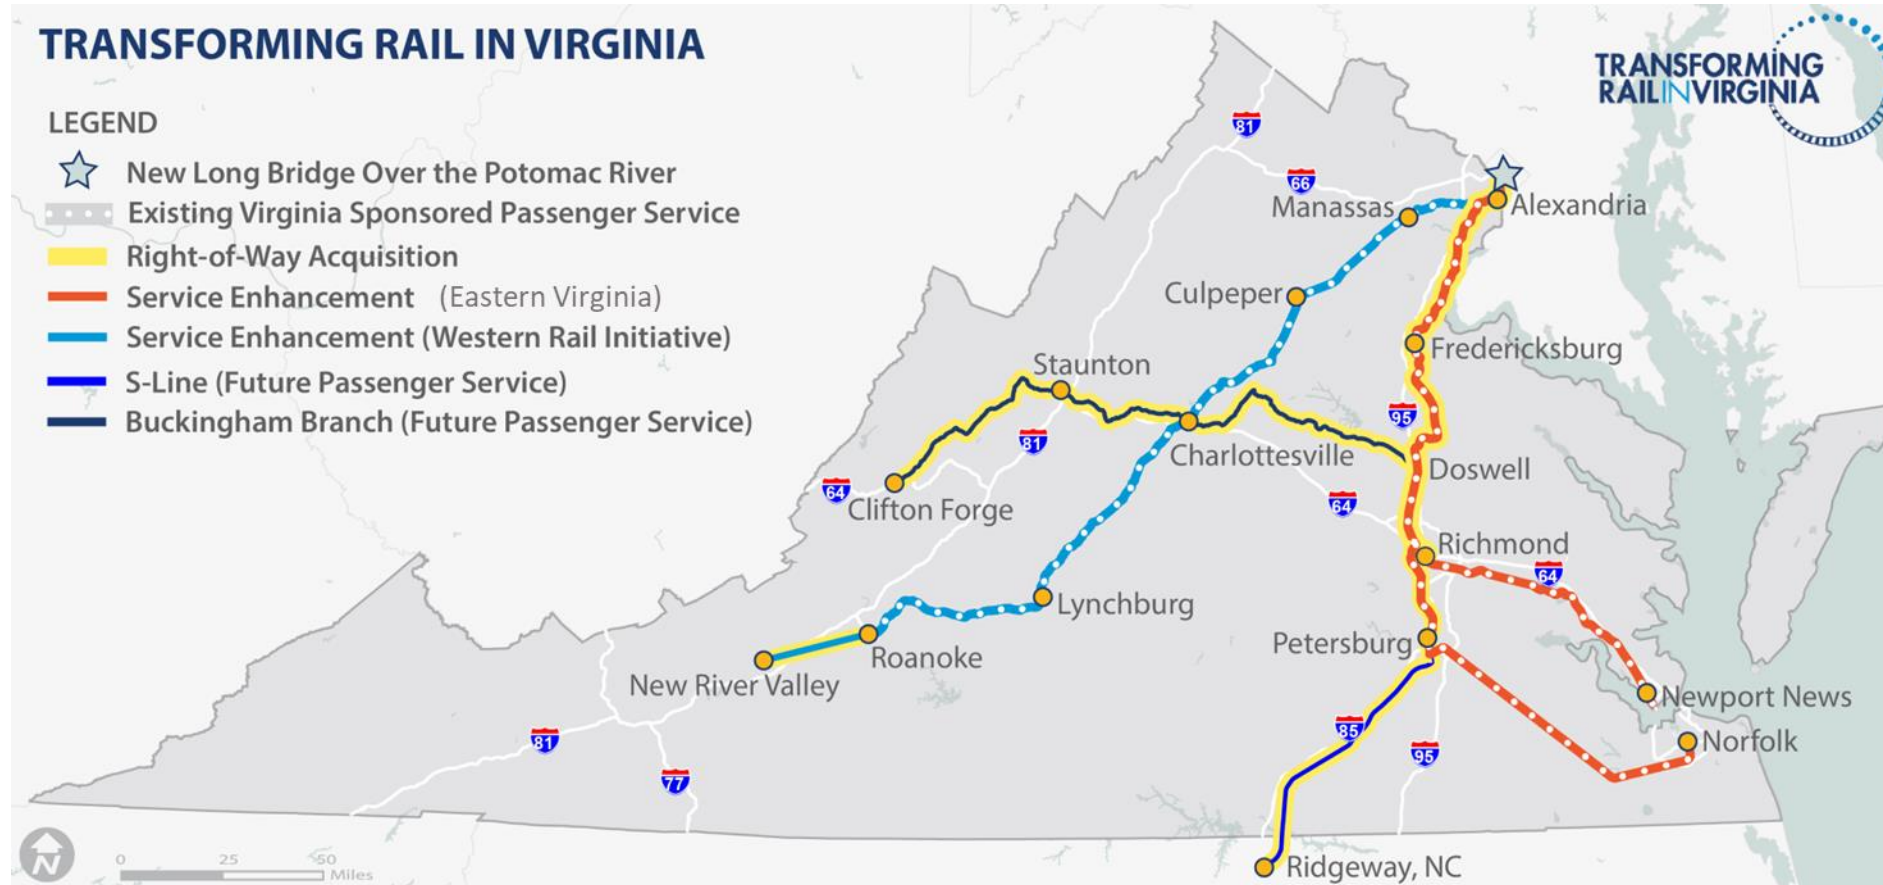 TRANSFORMING RAIL IN VIRGINIA
TRANSFORMING
RAILINVIRGINIA
LEGEND
New Long Bridge Over the Potomac River
Existing Virginia Sponsored Passenger Service
Right-of-Way Acquisition
Service Enhancement (Eastern Virginia)
Service Enhancement (Western Rail Initiative)
S-Line (Future Passenger Service)
Buckingham Branch (Future Passenger Service)
81
66
Manassas
Alexandria
Culpeper
Fredericksburg
Staunton
95
81
Charlottesville
Doswell
64
Clifton Forge
64
Richmond
64
Lynchburg
Petersburg
Roanoke
New River Valley
Newport News
85
Norfolk
81
95
77
Ridgeway, NC
N
0 25 50
Miles